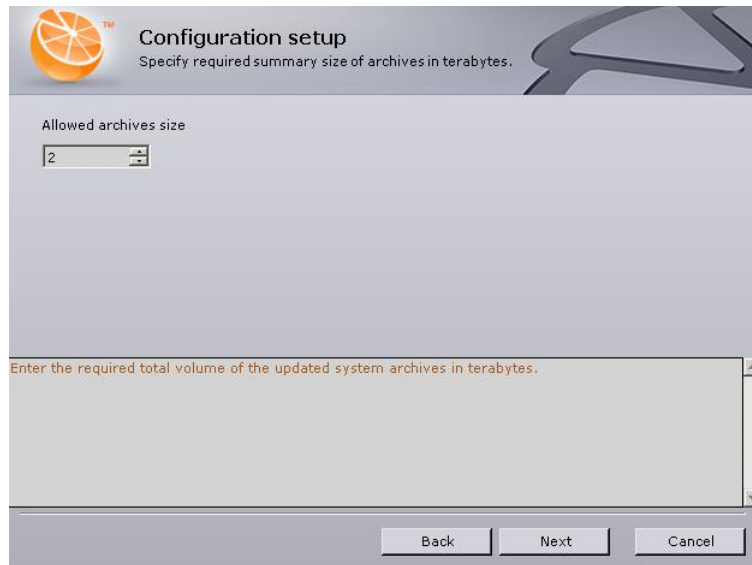 TM
Configuration setup
Specify required summary size of archives in terabytes.
Allowed archives size
2
Enter the required total volume of the updated system archives in terabytes.
Back Next Cancel